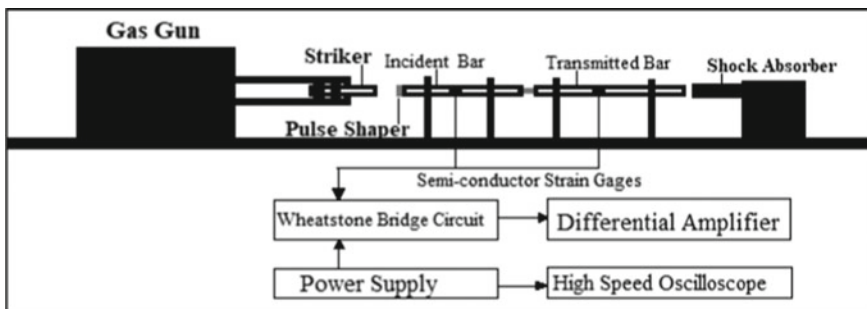 Gas Gun
Striker
Incident Bar
Transmitted Bar
Shock Absorber
Pulse Shaper
Semi-conductor Strain Gages
Wheatstone Bridge Circuit
Differential Amplifier
Power Supply
High Speed Oscilloscope